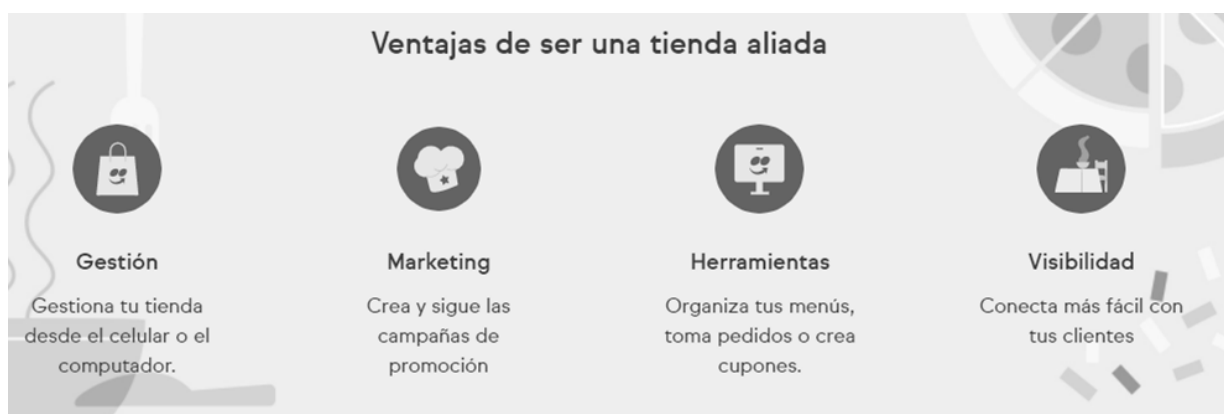 Ventajas de ser una tienda aliada
Gestión
Gestiona tu tienda
desde el celular o el
computador.
Marketing
Crea y sigue las
campañas de
promoción
Herramientas
Organiza tus menús,
toma pedidos o crea
cupones.
Visibilidad
Conecta más fácil con
tus clientes